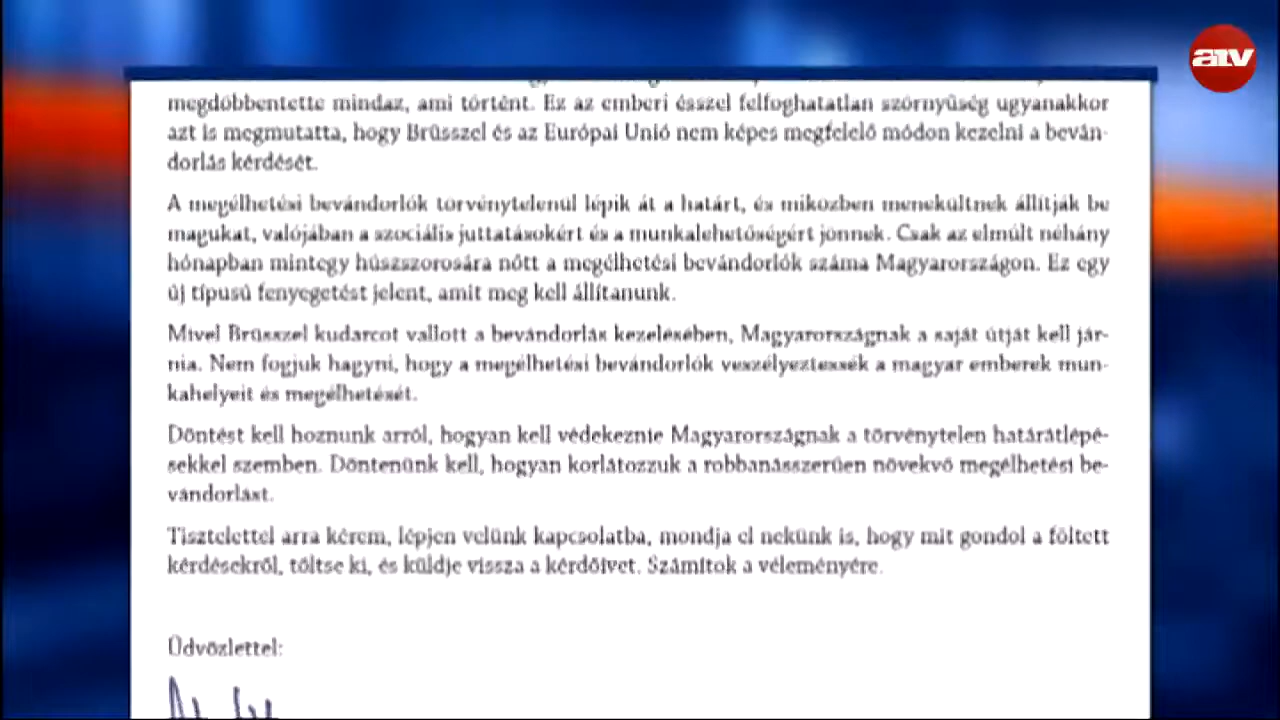 atv
megdöbbentette mindaz, ami történt. Ez az emberi ésszel felfoghatatlan szörnyűség ugyanakkor
azt is megmutatta, hogy Brüsszel és az Európai Unió nem képes megfelelő módon kezelni a beván-
dorlás kérdését.
A megélhetési bevándorlók törvénytelenül lépik át a határt, és miközben menekültnek állítják be
magukat, valójában a szociális juttatásokért és a munkalehetőségért jönnek. Csak az elmúlt néhány
hónapban mintegy húszszorosára nőtt a megélhetési bevándorlók száma Magyarországon. Ez egy
új típusú fenyegetést jelent, amit meg kell állítanunk.
Mivel Brüsszel kudarcot vallott a bevándorlás kezelésében, Magyarországnak a saját útját kell jár-
nia. Nem fogjuk hagyni, hogy a megélhetési bevándorlók veszélyeztessék a magyar emberek mun-
kahelyeit és megélhetését.
Döntést kell hoznunk arról, hogyan kell védekeznie Magyarországnak a törvénytelen határátlépé-
sekkel szemben. Döntenünk kell, hogyan korlátozzuk a robbanásszerűen növekvő megélhetési be-
vándorlást.
Tisztelettel arra kérem, lépjen velünk kapcsolatba, mondja el nekünk is, hogy mit gondol a föltett
kérdésekről, töltse ki, és küldje vissza a kérdőívet. Számítok a véleményére.
Üdvözlettel: